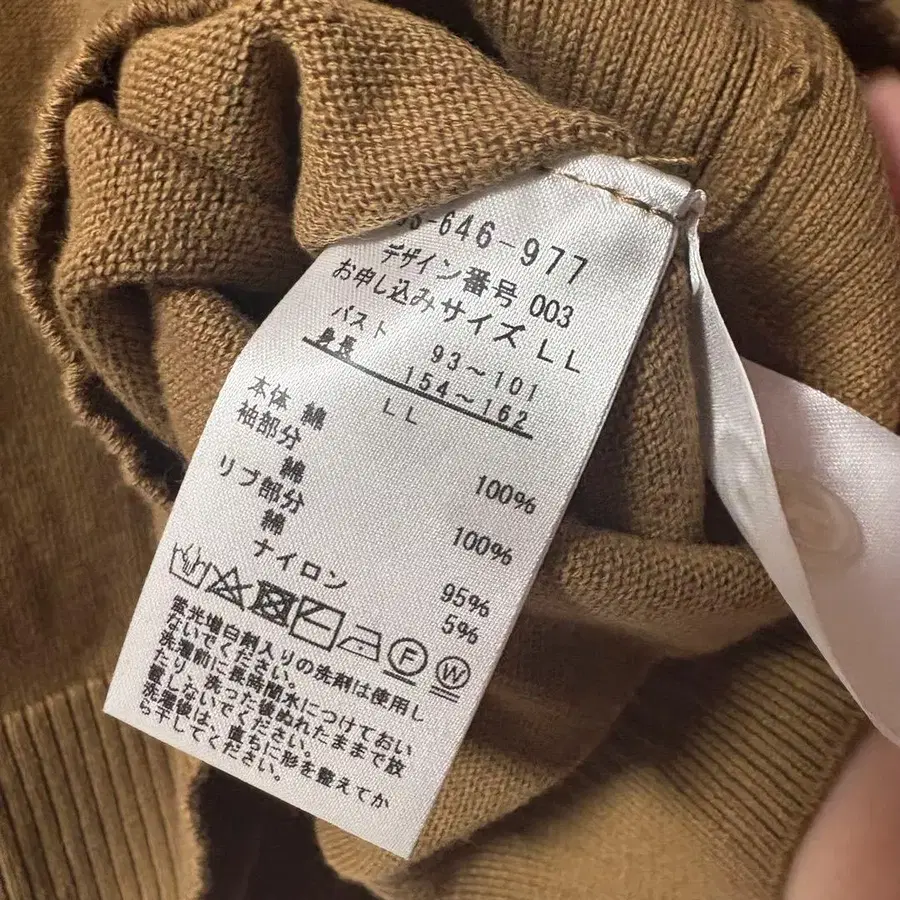 -646-977
デザイン番号 003
お申し込みサイズ LL
バスト 93～101
身長 154～162
LL
本体 綿 100%
袖部分
綿 100%
リブ部分
綿 95%
ナイロン 5%
F W
蛍光増白剤入りの洗剤は使用し
ないでください。
洗濯前に長時間水につけておい
たり、洗った後ぬれたままで放
置しないでください。
洗濯後は、直ちに形を整えてか
ら干してください。